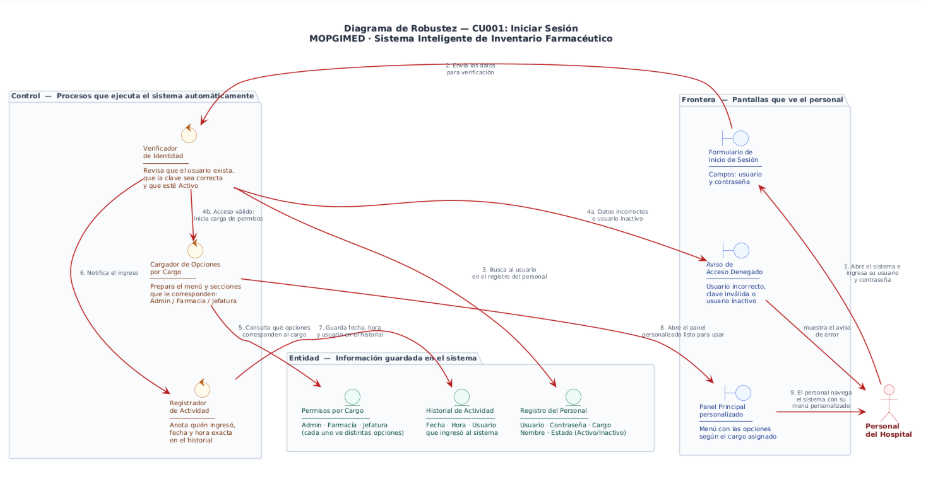 Diagrama de Robustez — CU001: Iniciar Sesión
MOPGIMED · Sistema Inteligente de Inventario Farmacéutico
2. Envía los datos
para verificación
Control — Procesos que ejecuta el sistema automáticamente
Verificador
de Identidad
Revisa que el usuario exista,
que la clave sea correcta
y que esté Activo
4b. Acceso válido:
inicia carga de permisos
Cargador de Opciones
por Cargo
Prepara el menú y secciones
que le corresponden:
Admin / Farmacia / Jefatura
6. Notifica el ingreso
Registrador
de Actividad
Anota quién ingresó,
fecha y hora exacta
en el historial
4a. Datos incorrectos
o usuario inactivo
3. Busca al usuario
en el registro del personal
5. Consulta qué opciones
corresponden al cargo
7. Guarda fecha, hora
y usuario en el historial
8. Abre el panel
personalizado listo para usar
Entidad — Información guardada en el sistema
Permisos por Cargo
Admin · Farmacia · Jefatura
(cada uno ve distintas opciones)
Historial de Actividad
Fecha · Hora · Usuario
que ingresó al sistema
Registro del Personal
Usuario · Contraseña · Cargo
Nombre · Estado (Activo/Inactivo)
Frontera — Pantallas que ve el personal
Formulario de
Inicio de Sesión
Campos: usuario
y contraseña
Aviso de
Acceso Denegado
Usuario incorrecto,
clave inválida o
usuario inactivo
Panel Principal
personalizado
Menú con las opciones
según el cargo asignado
1. Abre el sistema e
ingresa su usuario
y contraseña
muestra el aviso
de error
9. El personal navega
el sistema con su
menú personalizado
Personal
del Hospital